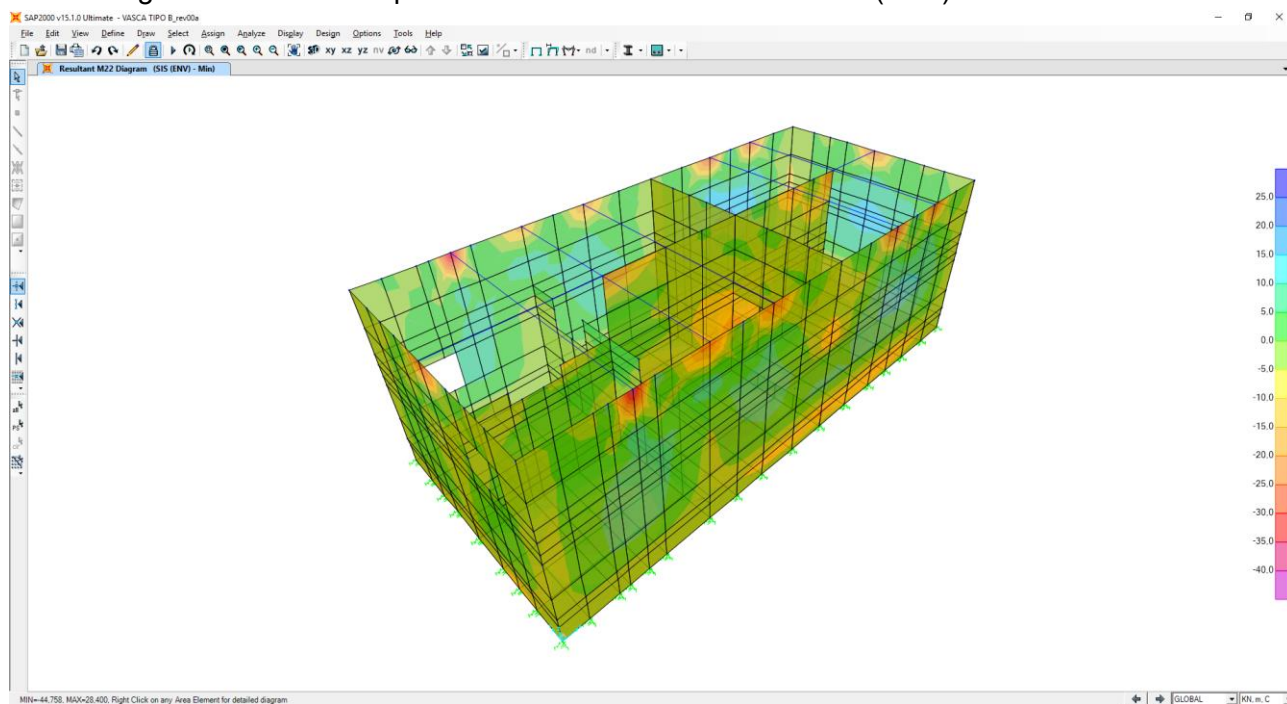 SAP2000 v15.1.0 Ultimate - VASCA TIPO B_rev00a
File Edit View Define Draw Select Assign Analyze Display Design Options Tools Help
xy xz yz nv nd
Resultant M22 Diagram (SIS (ENV) - Min)
25.0
20.0
15.0
10.0
5.0
0.0
-5.0
-10.0
-15.0
-20.0
-25.0
-30.0
-35.0
-40.0
MIN=-44,758, MAX=28,400, Right Click on any Area Element for detailed diagram
GLOBAL
KN, m, C